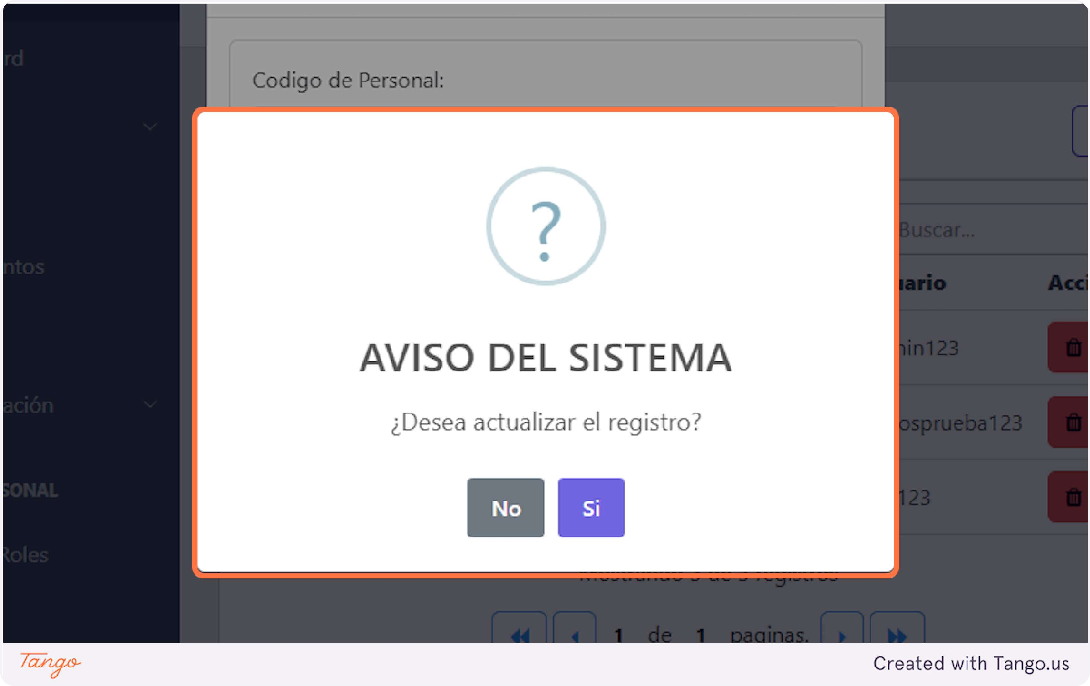 rd
Codigo de Personal:
?
Buscar...
ntos
uario Acci
AVISO DEL SISTEMA
in123
¿Desea actualizar el registro?
ación
osprueba123
SONAL
No Si
123
Roles
Mostrando 3 de 3 registros
1 de 1 paginas.
Tango
Created with Tango.us